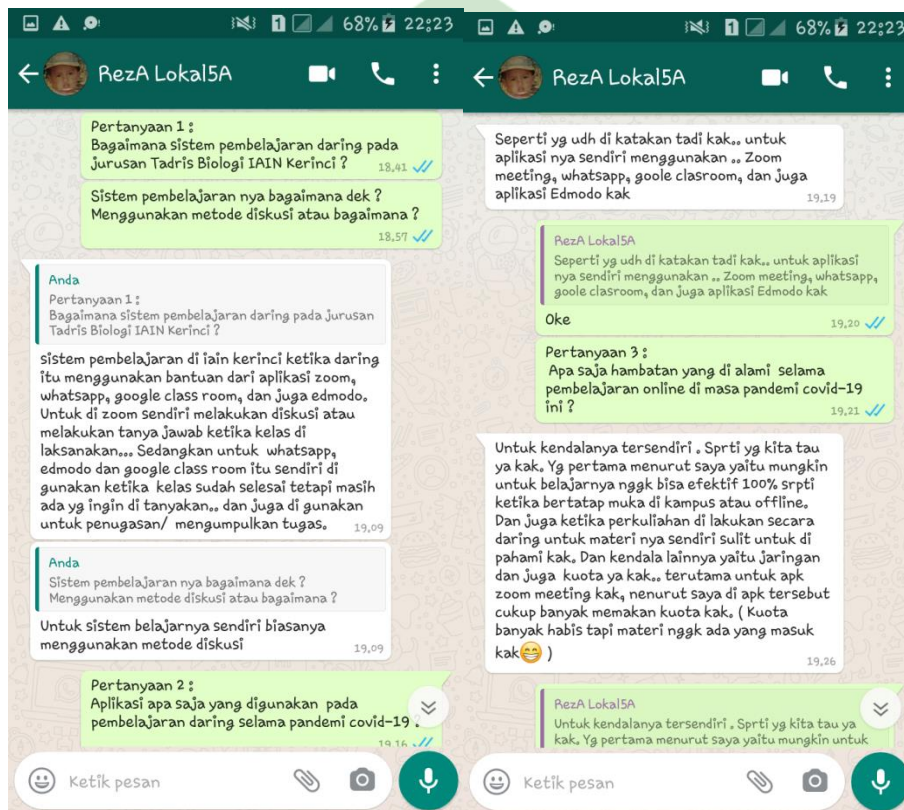 68% 22:23
RezA Lokal5A
Pertanyaan 1 :
Bagaimana sistem pembelajaran daring pada
jurusan Tadris Biologi IAIN Kerinci ? 18,41
Sistem pembelajaran nya bagaimana dek ?
Menggunakan metode diskusi atau bagaimana ?
18,57
Anda
Pertanyaan 1 :
Bagaimana sistem pembelajaran daring pada jurusan
Tadris Biologi IAIN Kerinci ?
sistem pembelajaran di iain kerinci ketika daring
itu menggunakan bantuan dari aplikasi zoom,
whatsapp, google class room, dan juga edmodo.
Untuk di zoom sendiri melakukan diskusi atau
melakukan tanya jawab ketika kelas di
laksanakan... Sedangkan untuk whatsapp,
edmodo dan google class room itu sendiri di
gunakan ketika kelas sudah selesai tetapi masih
ada yg ingin di tanyakan.. dan juga di gunakan
untuk penugasan/ mengumpulkan tugas. 19,09
Anda
Sistem pembelajaran nya bagaimana dek ?
Menggunakan metode diskusi atau bagaimana ?
Untuk sistem belajarnya sendiri biasanya
menggunakan metode diskusi 19,09
Pertanyaan 2 :
Aplikasi apa saja yang digunakan pada
pembelajaran daring selama pandemi covid-19
19,16
Ketik pesan
1 68% 22:23
RezA Lokal5A
Seperti yg udh di katakan tadi kak.. untuk
aplikasi nya sendiri menggunakan .. Zoom
meeting, whatsapp, goole clasroom, dan juga
aplikasi Edmodo kak 19,19
RezA Lokal5A
Seperti yg udh di katakan tadi kak.. untuk aplikasi
nya sendiri menggunakan .. Zoom meeting, whatsapp,
goole clasroom, dan juga aplikasi Edmodo kak
Oke 19,20
Pertanyaan 3 :
Apa saja hambatan yang di alami selama
pembelajaran online di masa pandemi covid-19
ini ? 19,21
Untuk kendalanya tersendiri . Sprti yg kita tau
ya kak. Yg pertama menurut saya yaitu mungkin
untuk belajarnya nggk bisa efektif 100% srpti
ketika bertatap muka di kampus atau offline.
Dan juga ketika perkuliahan di lakukan secara
daring untuk materi nya sendiri sulit untuk di
pahami kak. Dan kendala lainnya yaitu jaringan
dan juga kuota ya kak.. terutama untuk apk
zoom meeting kak, nenurut saya di apk tersebut
cukup banyak memakan kuota kak. ( Kuota
banyak habis tapi materi nggk ada yang masuk
kak😁 ) 19,26
RezA Lokal5A
Untuk kendalanya tersendiri . Sprti yg kita tau ya
kak. Yg pertama menurut saya yaitu mungkin untuk
Ketik pesan